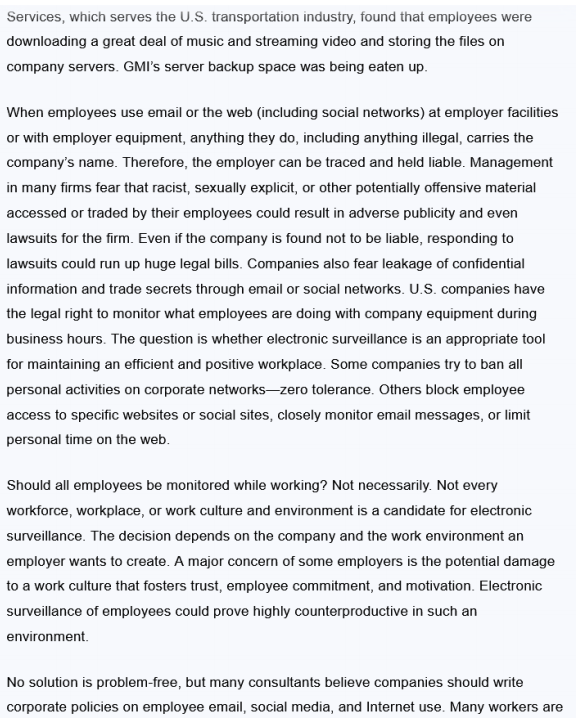 Services, which serves the U.S. transportation industry, found that employees were
downloading a great deal of music and streaming video and storing the files on
company servers. GMI's server backup space was being eaten up.
When employees use email or the web (including social networks) at employer facilities
or with employer equipment, anything they do, including anything illegal, carries the
company's name. Therefore, the employer can be traced and held liable. Management
in many firms fear that racist, sexually explicit, or other potentially offensive material
accessed or traded by their employees could result in adverse publicity and even
lawsuits for the firm. Even if the company is found not to be liable, responding to
lawsuits could run up huge legal bills. Companies also fear leakage of confidential
information and trade secrets through email or social networks. U.S. companies have
the legal right to monitor what employees are doing with company equipment during
business hours. The question is whether electronic surveillance is an appropriate tool
for maintaining an efficient and positive workplace. Some companies try to ban all
personal activities on corporate networks—zero tolerance. Others block employee
access to specific websites or social sites, closely monitor email messages, or limit
personal time on the web.
Should all employees be monitored while working? Not necessarily. Not every
workforce, workplace, or work culture and environment is a candidate for electronic
surveillance. The decision depends on the company and the work environment an
employer wants to create. A major concern of some employers is the potential damage
to a work culture that fosters trust, employee commitment, and motivation. Electronic
surveillance of employees could prove highly counterproductive in such an
environment.
No solution is problem-free, but many consultants believe companies should write
corporate policies on employee email, social media, and Internet use. Many workers are